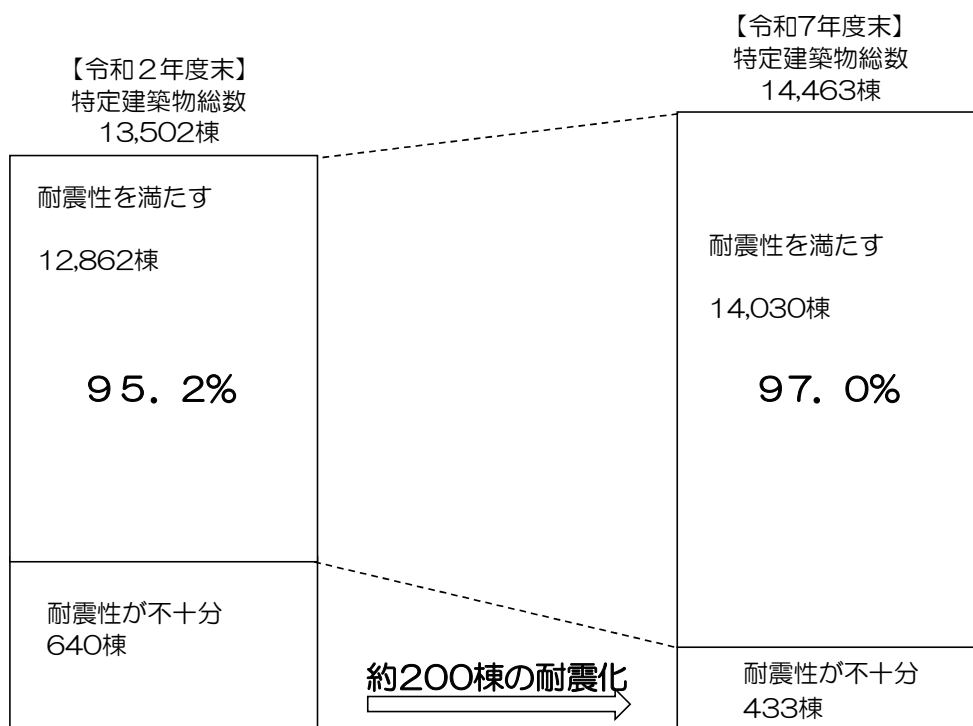 【令和２年度末】
特定建築物総数
13,502棟
耐震性を満たす
12,862棟
９５．２%
耐震性が不十分
640棟
約200棟の耐震化
【令和7年度末】
特定建築物総数
14,463棟
耐震性を満たす
14,030棟
９７．０%
耐震性が不十分
433棟